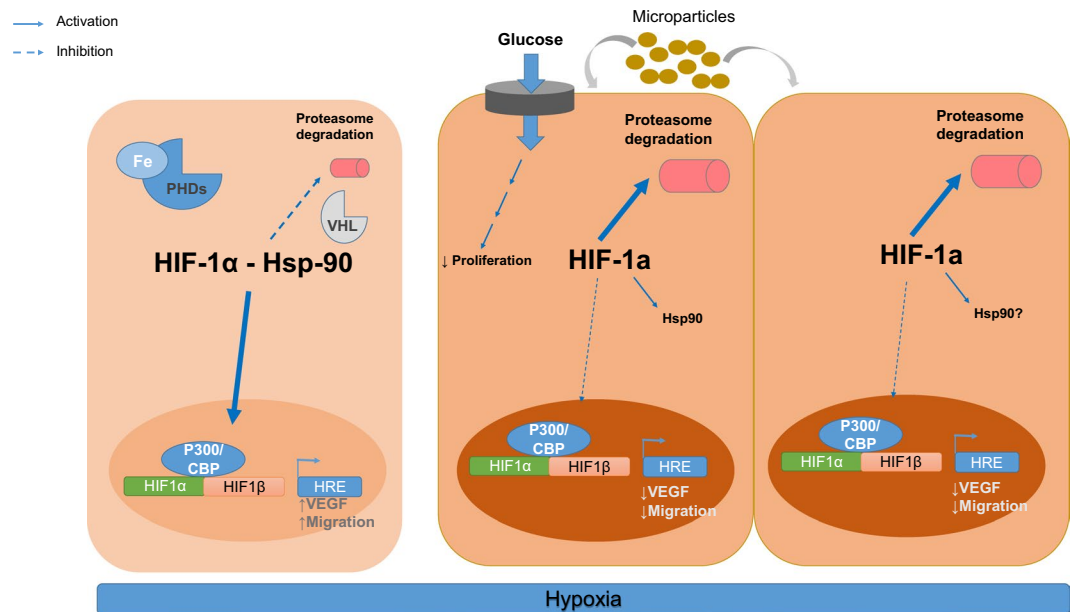 Activation
Inhibition
Microparticles
Glucose
Proteasome
degradation
Fe
PHDs
VHL
HIF-1α - Hsp-90
P300/
CBP
HIF1α
HIF1β
HRE
↑VEGF
↑Migration
Proteasome
degradation
↓ Proliferation
HIF-1a
Hsp90
P300/
CBP
HIF1α
HIF1β
HRE
↓VEGF
↓Migration
Proteasome
degradation
HIF-1a
Hsp90?
P300/
CBP
HIF1α
HIF1β
HRE
↓VEGF
↓Migration
Hypoxia